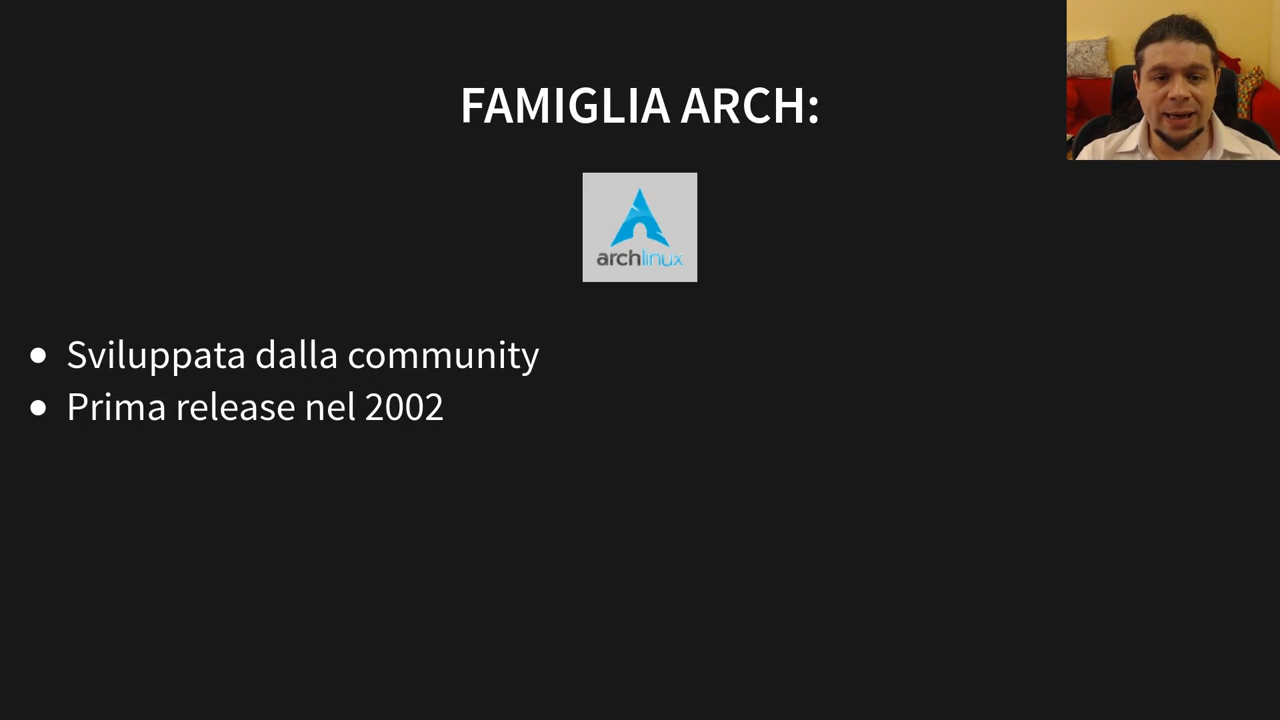 FAMIGLIA ARCH:
archlinux
Sviluppata dalla community
Prima release nel 2002